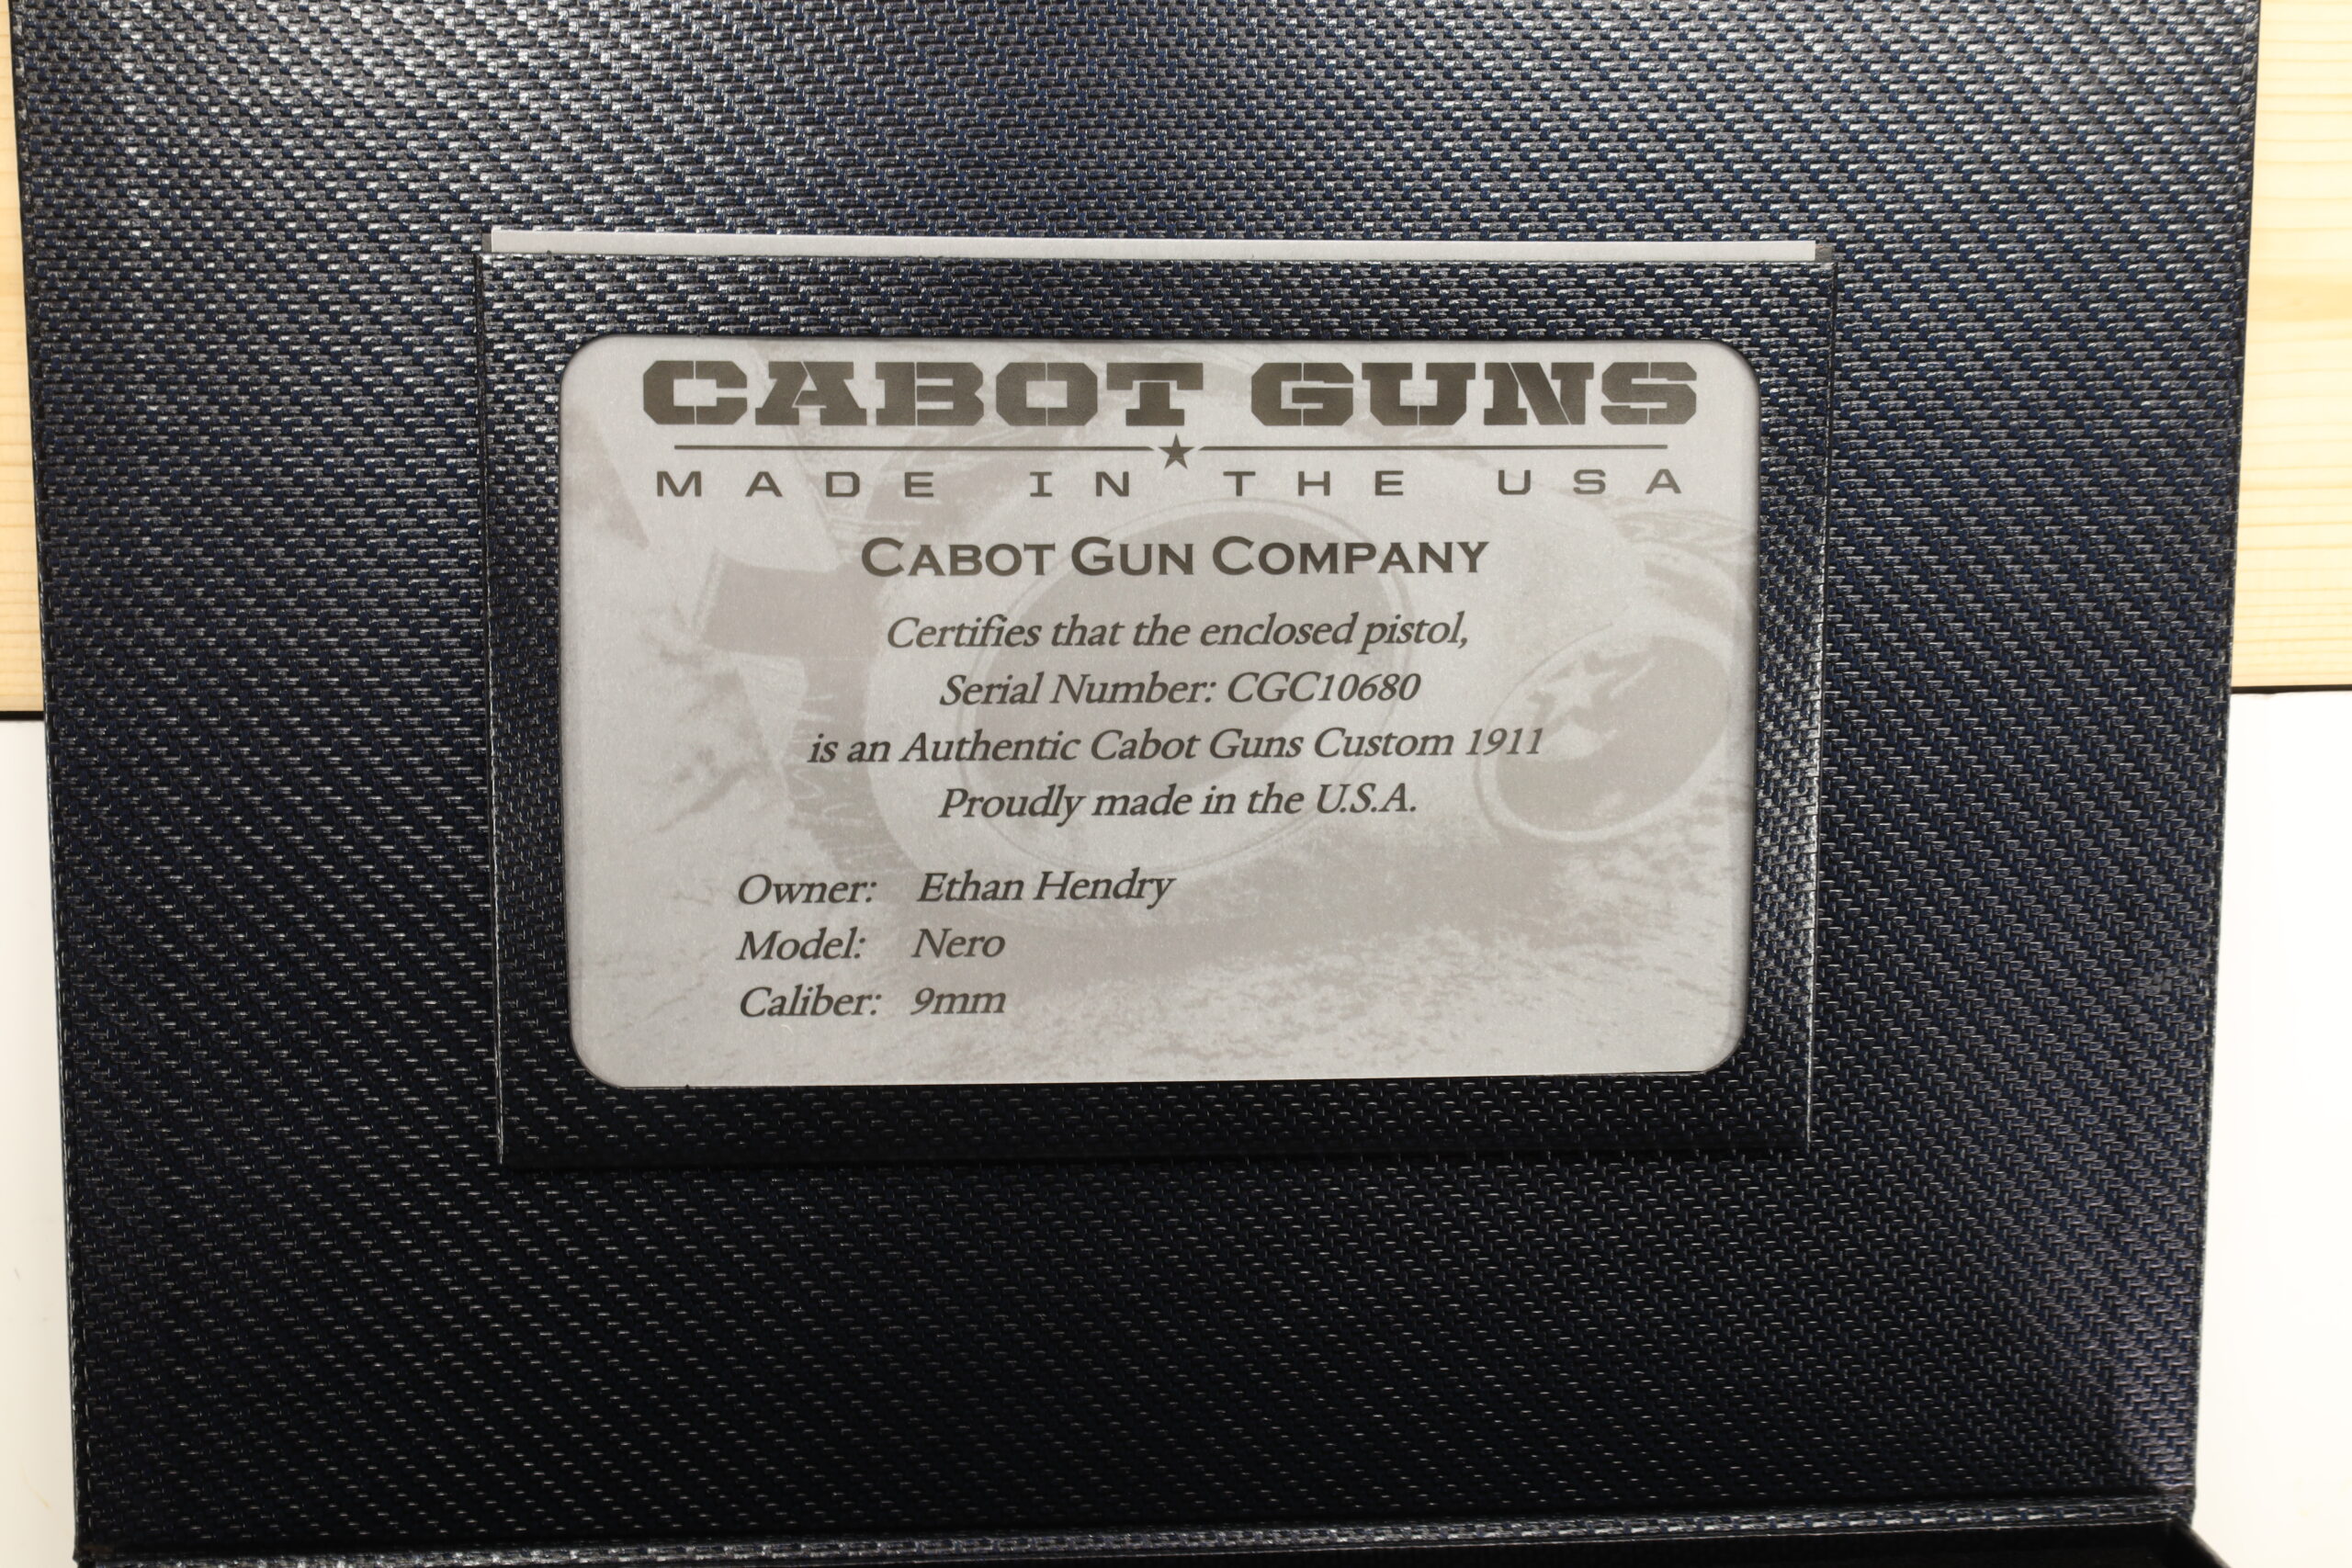 CABOT GUNS
MADE IN THE USA
CABOT GUN COMPANY
Certifies that the enclosed pistol,
Serial Number: CGC10680
is an Authentic Cabot Guns Custom 1911
Proudly made in the U.S.A.
Owner: Ethan Hendry
Model: Nero
Caliber: 9mm